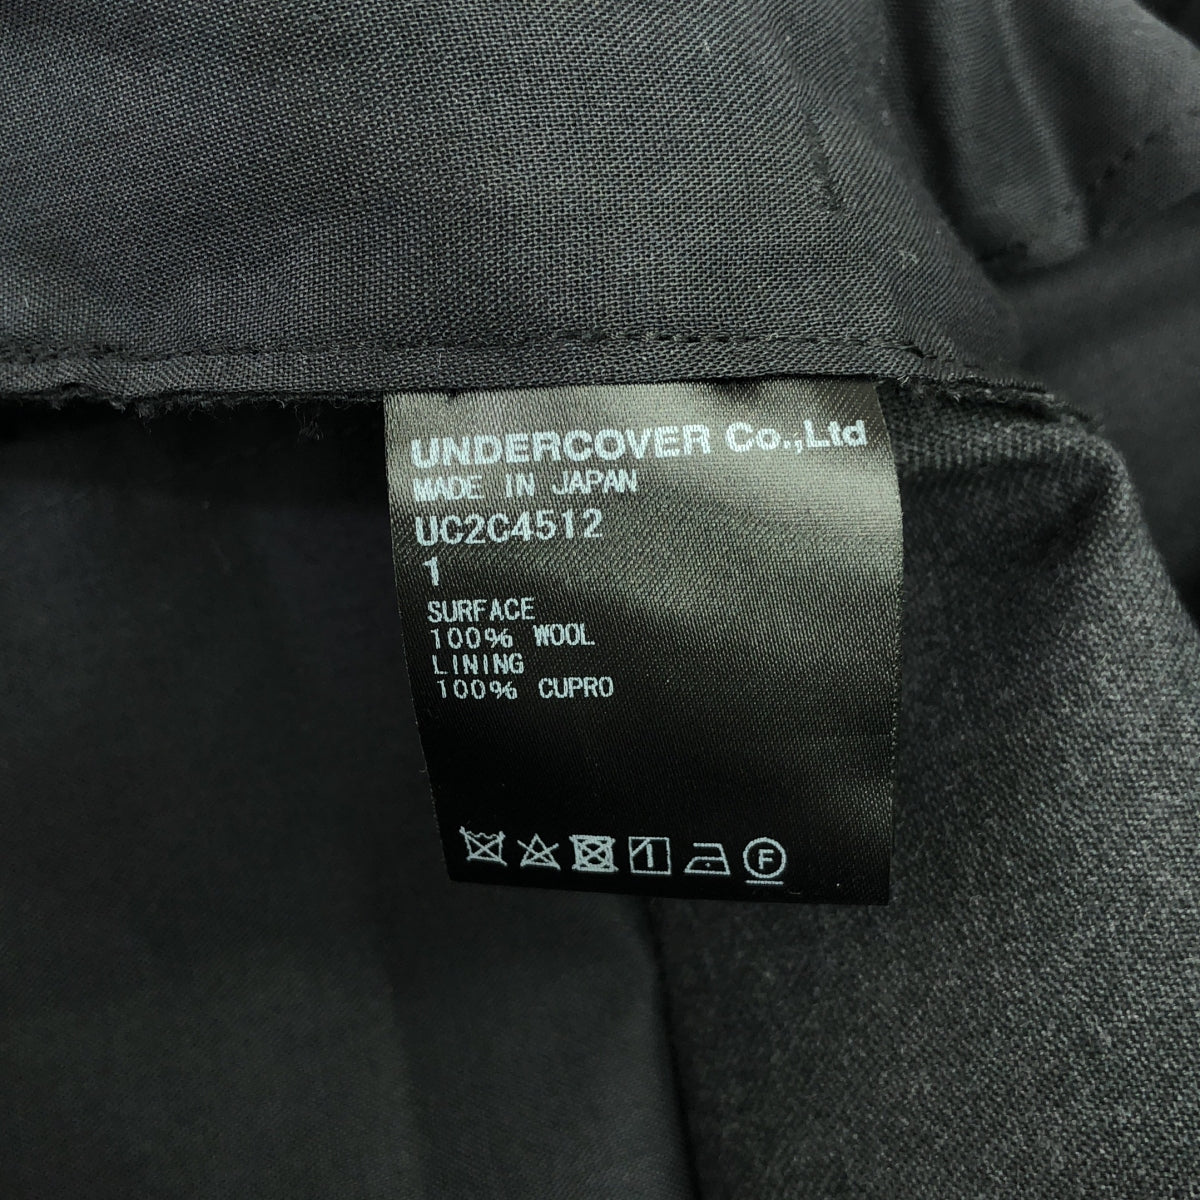 UNDERCOVER Co.,Ltd
MADE IN JAPAN
UC2C4512
1
SURFACE
100% WOOL
LINING
100% CUPRO
F